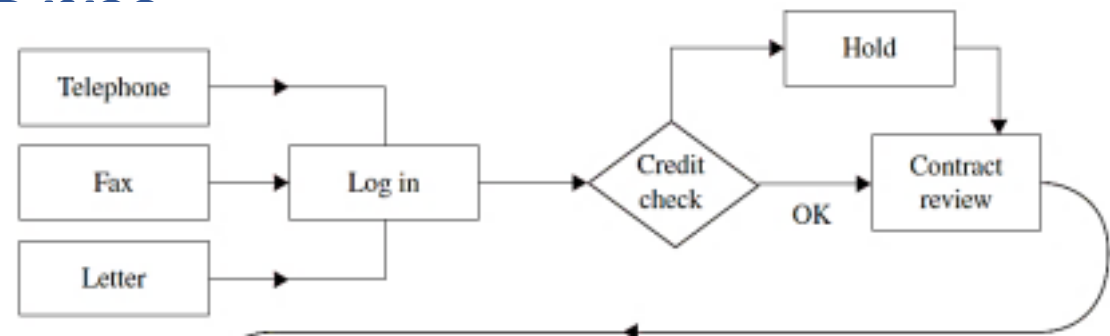 Telephone
Fax
Letter
Log in
Credit
check
Hold
OK
Contract
review